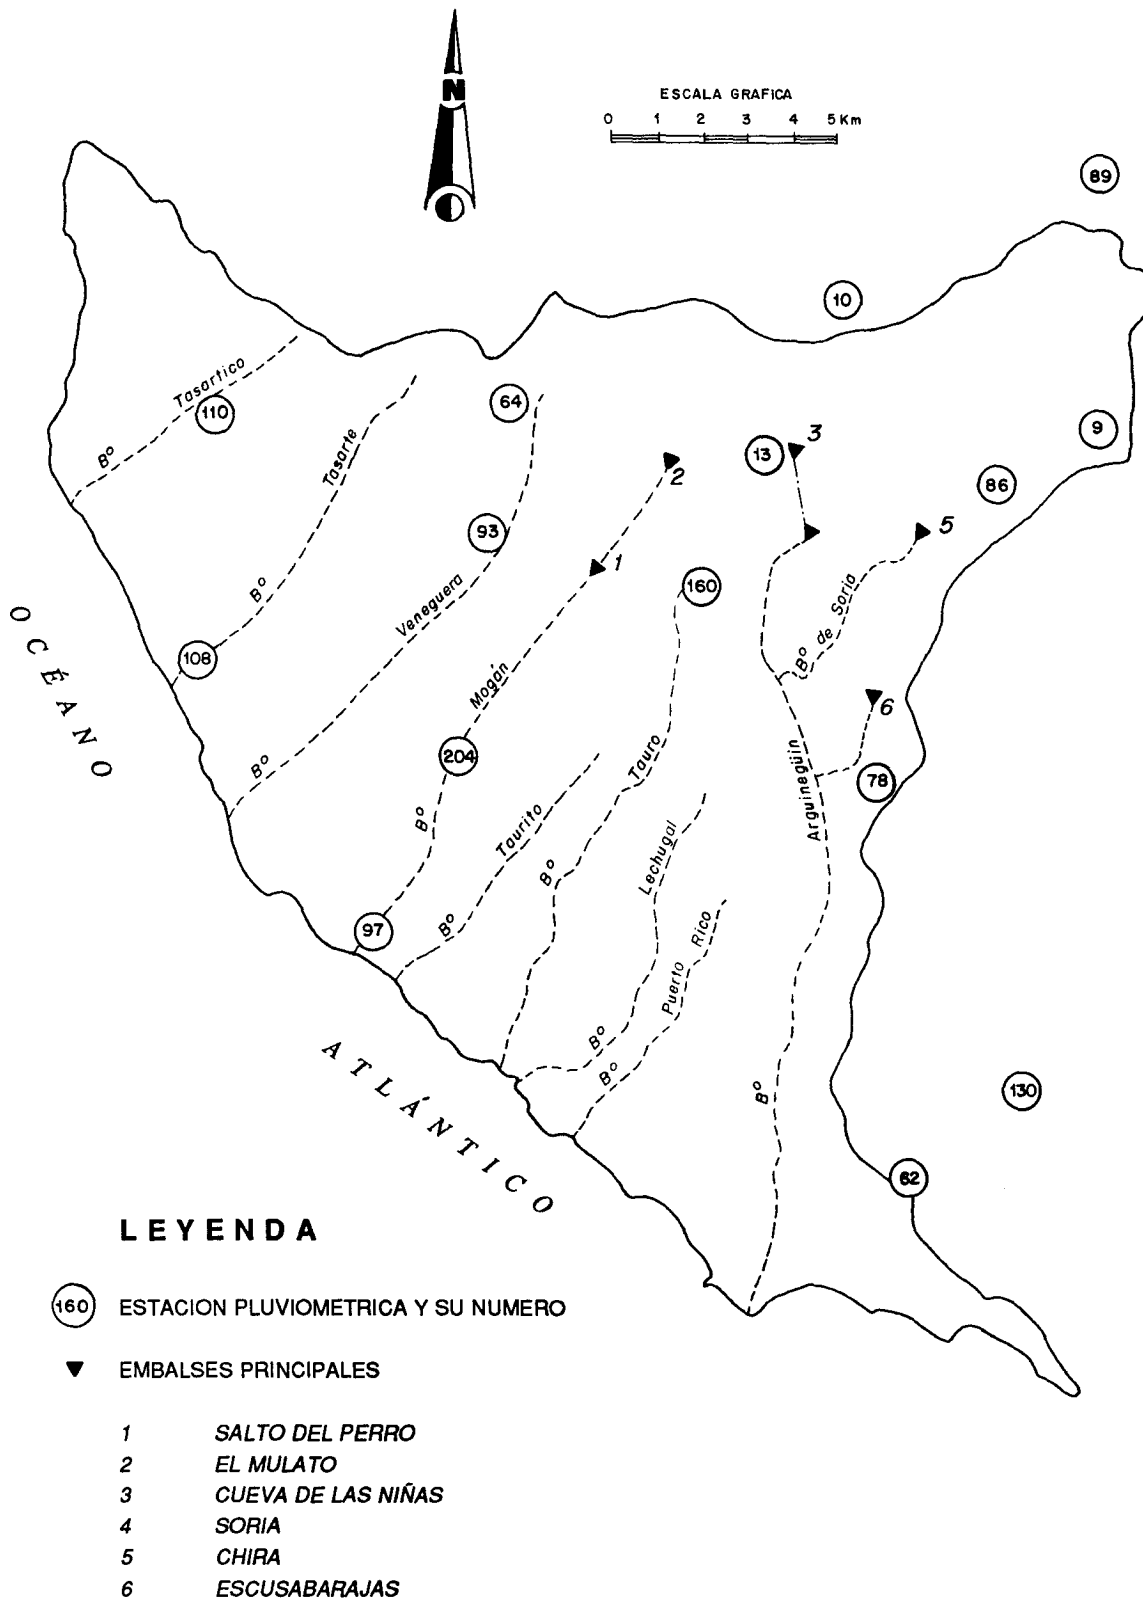 N
ESCALA GRAFICA
0 1 2 3 4 5 Km
89
10
Tasartico
110
Bº
64
9
Tasarte
13
3
2
86
93
5
1
Bº
Veneguera
160
Bº de Soria
OCÉANO
108
Mogán
6
204
Bº
Tauro
Arguineguín
78
Bº
Taurito
Bº
Lechugal
97
Bº
Puerto Rico
ATLÁNTICO
Bº
Bº
Bº
130
62
LEYENDA
160 ESTACION PLUVIOMETRICA Y SU NUMERO
EMBALSES PRINCIPALES
1 SALTO DEL PERRO
2 EL MULATO
3 CUEVA DE LAS NIÑAS
4 SORIA
5 CHIRA
6 ESCUSABARAJAS